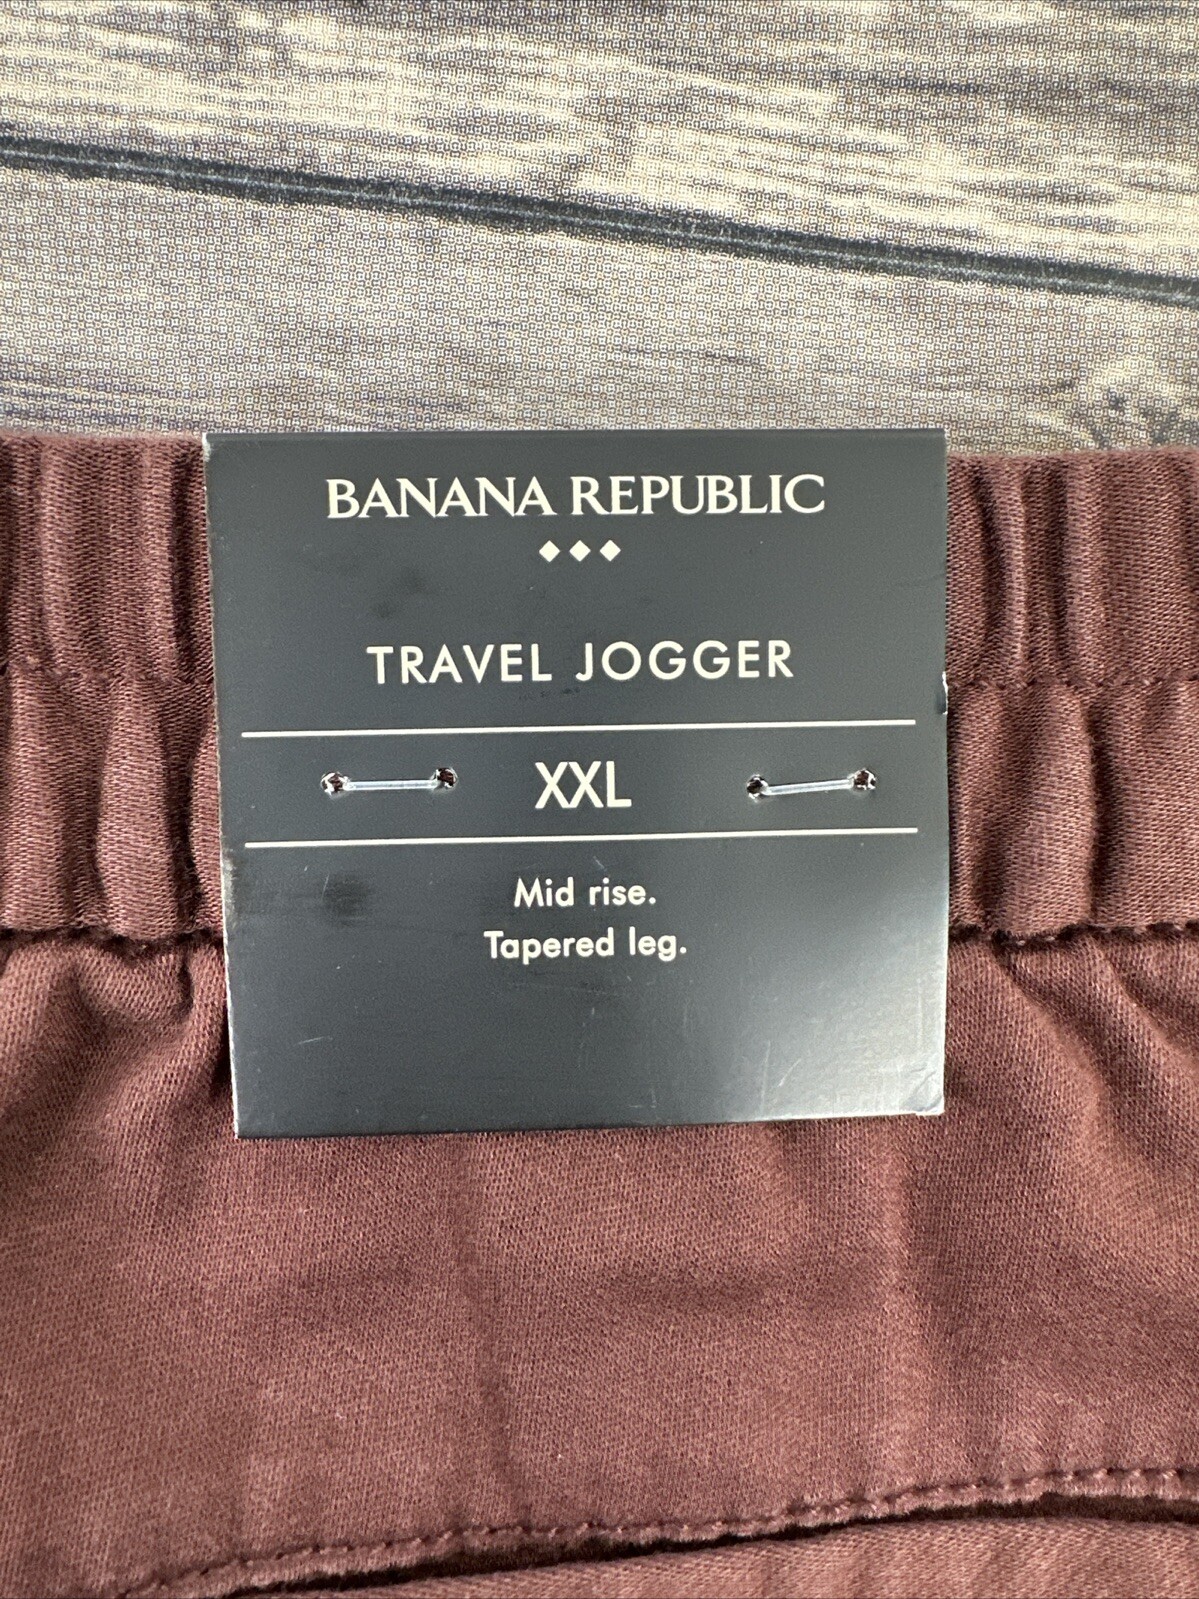 BANANA REPUBLIC
TRAVEL JOGGER
XXL
Mid rise.
Tapered leg.